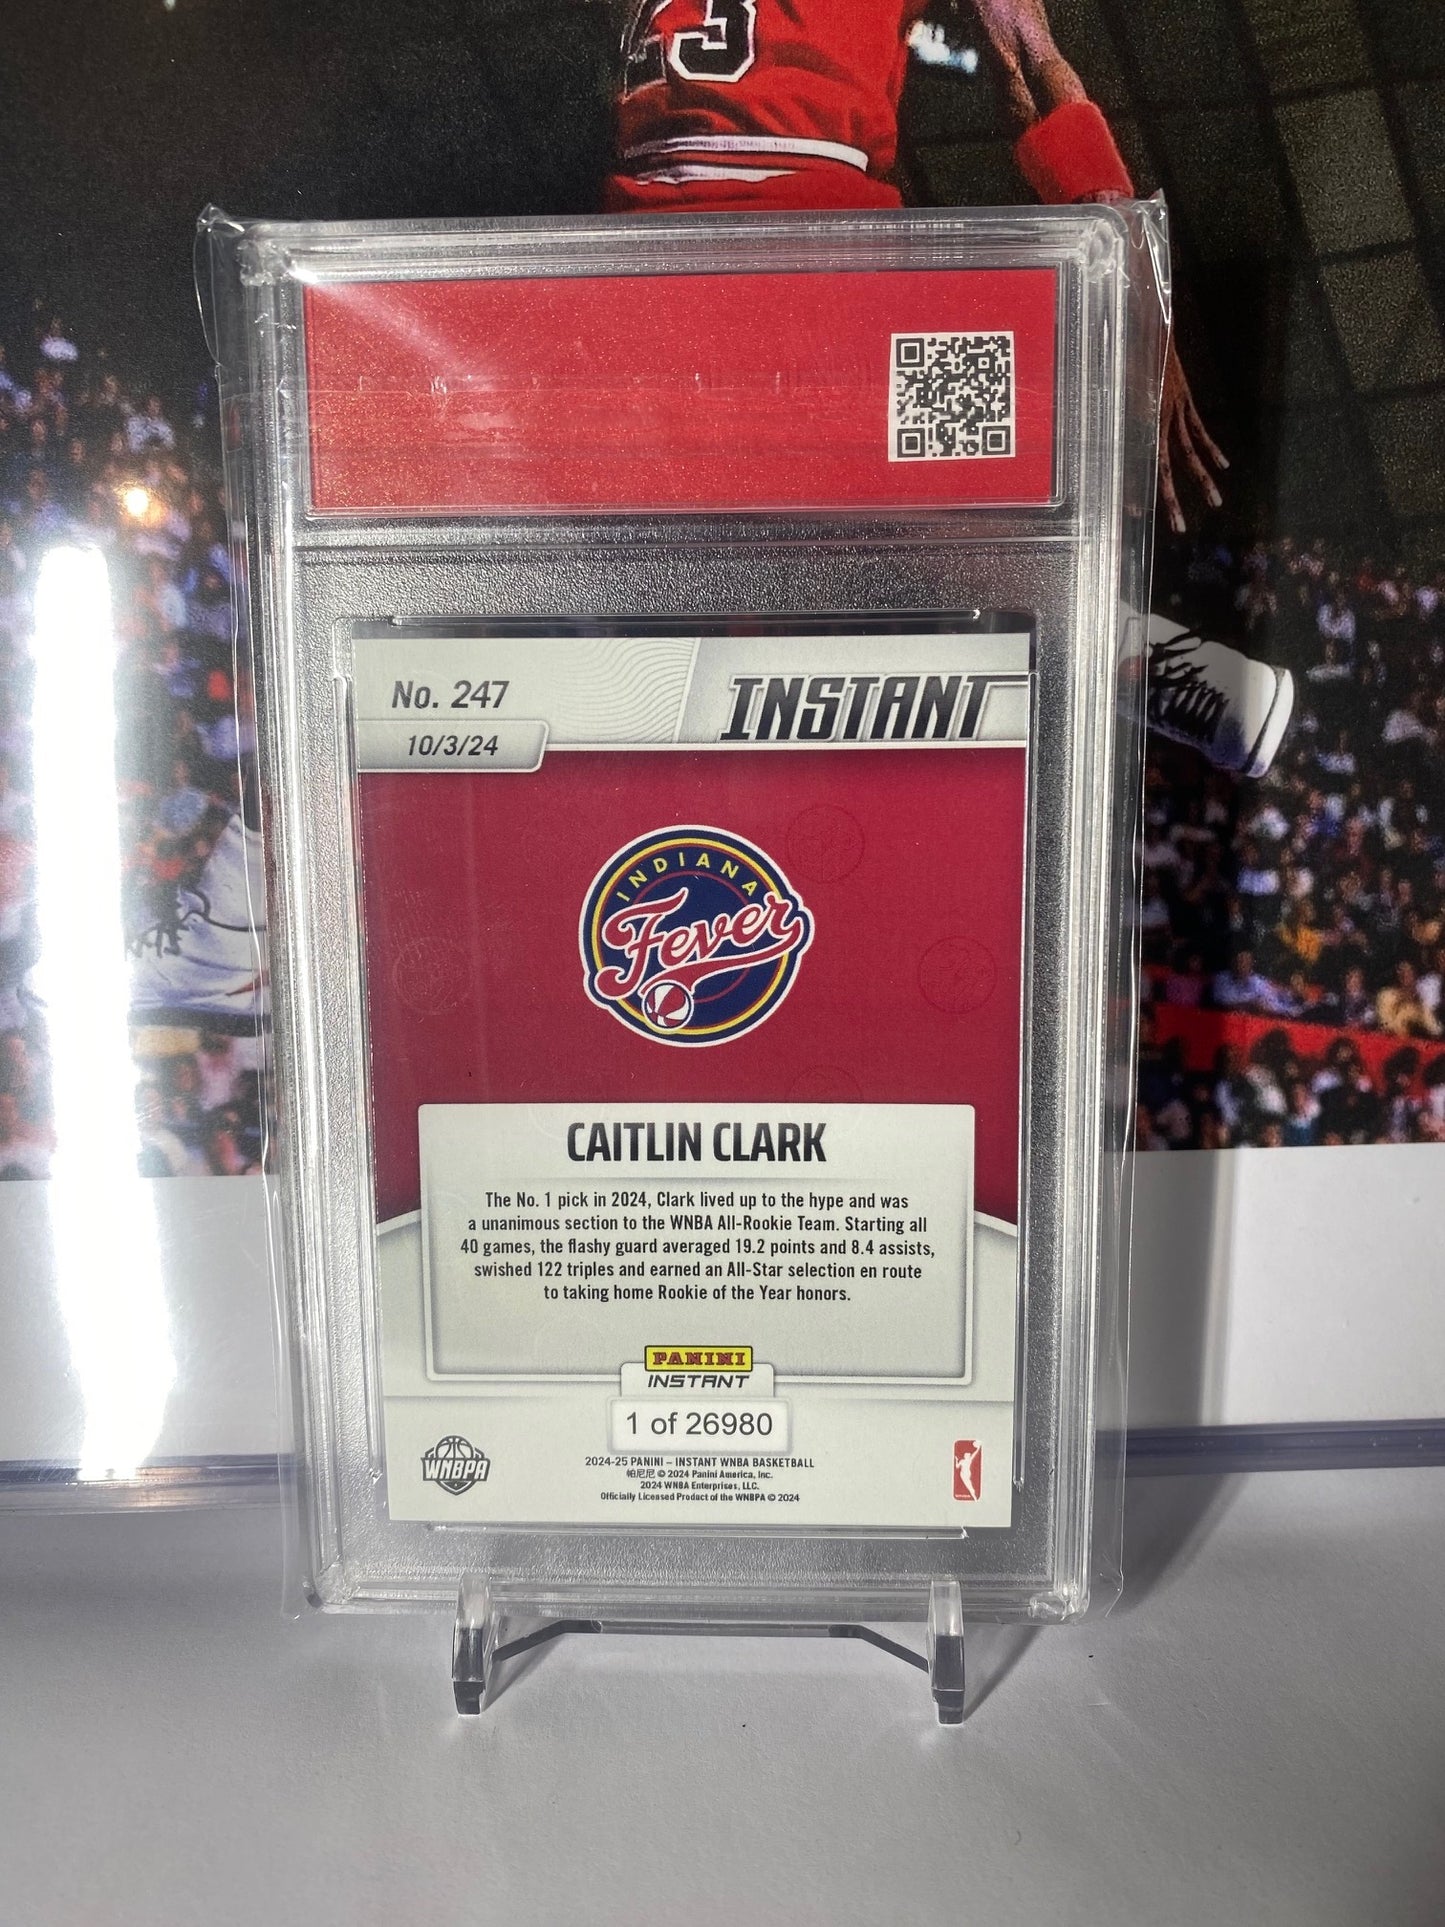 23
No. 247
INSTANT
10/3/24
INDIANA
Fever
CAITLIN CLARK
The No. 1 pick in 2024, Clark lived up to the hype and was
a unanimous section to the WNBA All-Rookie Team. Starting all
40 games, the flashy guard averaged 19.2 points and 8.4 assists,
swished 122 triples and earned an All-Star selection en route
to taking home Rookie of the Year honors.
PANINI
INSTANT
1 of 26980
WNBPA
2024-25 PANINI – INSTANT WNBA BASKETBALL
帕尼尼 © 2024 Panini America, Inc.
2024 WNBA Enterprises, LLC.
Officially Licensed Product of the WNBPA © 2024